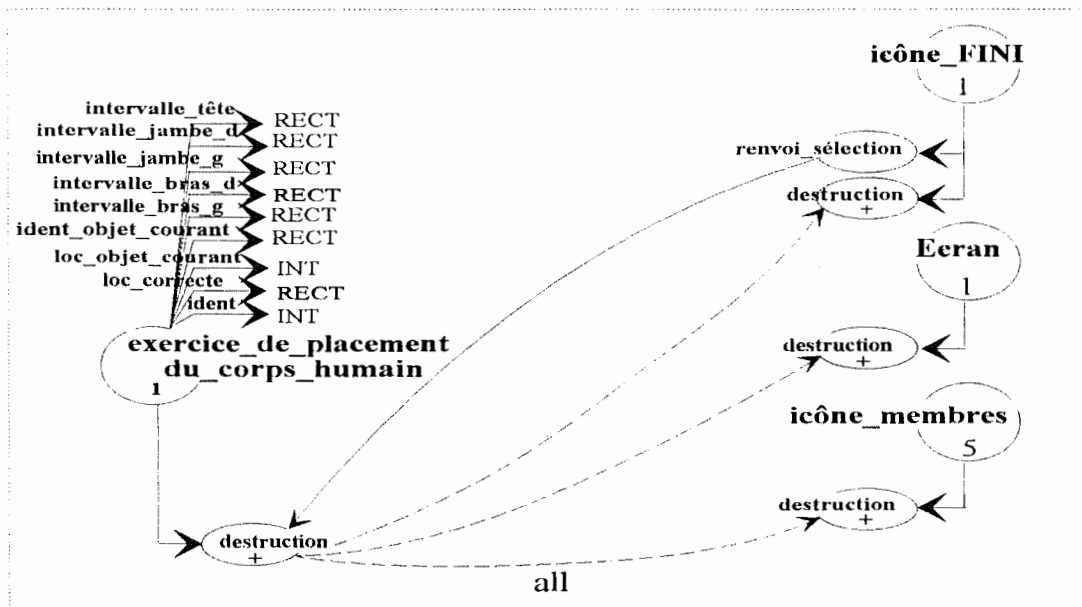 icône_FINI
1
intervalle_tête RECT
intervalle_jambe_d RECT
intervalle_jambe_g RECT
intervalle_bras_d RECT
intervalle_bras_g RECT
ident_objet_courant RECT
loc_objet_courant INT
loc_correcte RECT
ident INT
renvoi_sélection
destruction
+
Ecran
1
exercice_de_placement
du_corps_humain
1
destruction
+
icône_membres
5
destruction
+
destruction
+
all